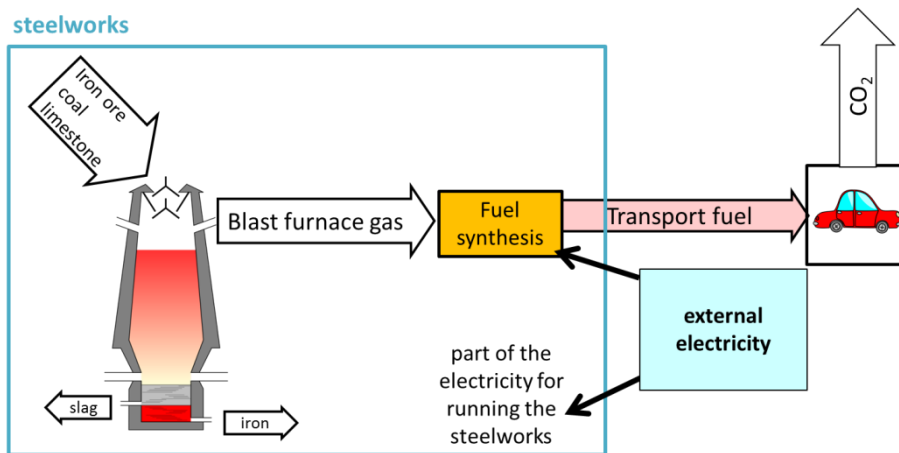 steelworks
Iron ore
coal
limestone
CO₂
Blast furnace gas
Fuel
synthesis
Transport fuel
external
electricity
part of the
electricity for
running the
steelworks
slag
iron